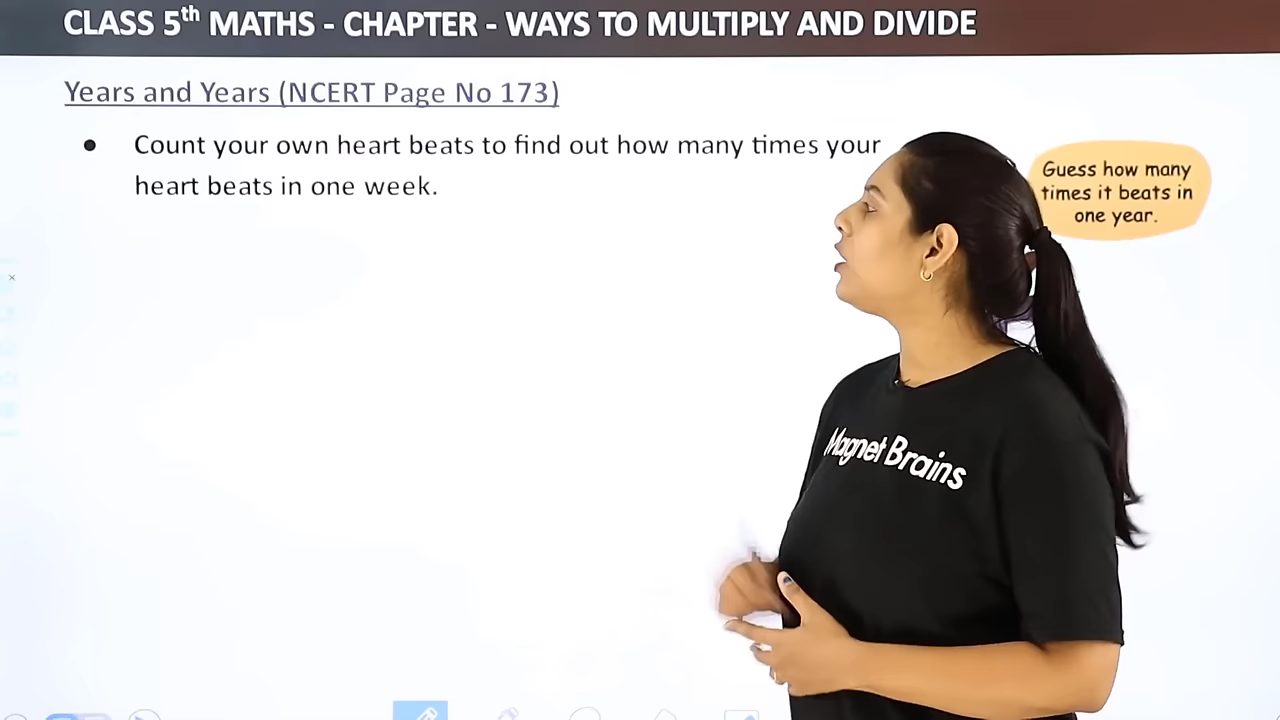 CLASS 5th MATHS - CHAPTER - WAYS TO MULTIPLY AND DIVIDE
Years and Years (NCERT Page No 173)
● Count your own heart beats to find out how many times your
heart beats in one week.
Guess how many
times it beats in
one year.
Magnet Brains